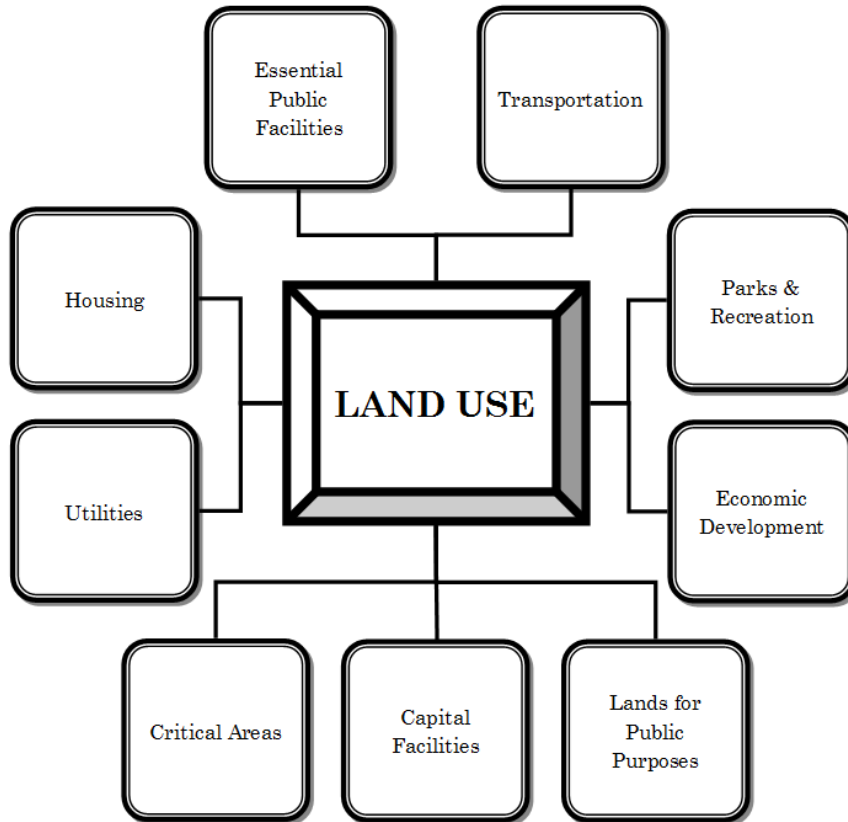 Essential
Public
Facilities
Transportation
Housing
Parks &
Recreation
LAND USE
Utilities
Economic
Development
Critical Areas
Capital
Facilities
Lands for
Public
Purposes